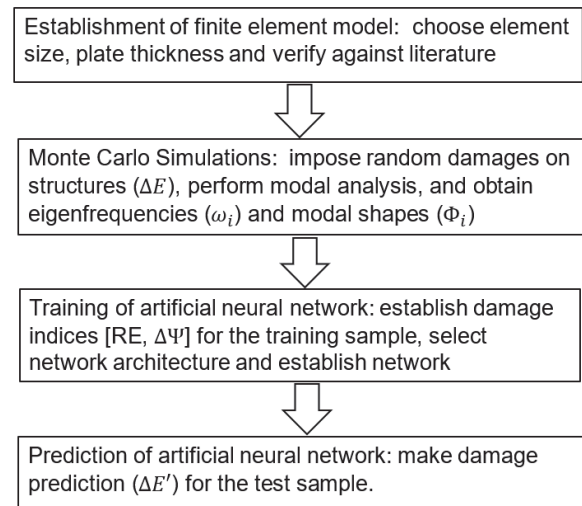 Establishment of finite element model:  choose element
size, plate thickness and verify against literature
Monte Carlo Simulations:  impose random damages on
structures (ΔE), perform modal analysis, and obtain
eigenfrequencies (ωᵢ) and modal shapes (Φᵢ)
Training of artificial neural network: establish damage
indices [RE, ΔΨ] for the training sample, select
network architecture and establish network
Prediction of artificial neural network: make damage
prediction (ΔE′) for the test sample.